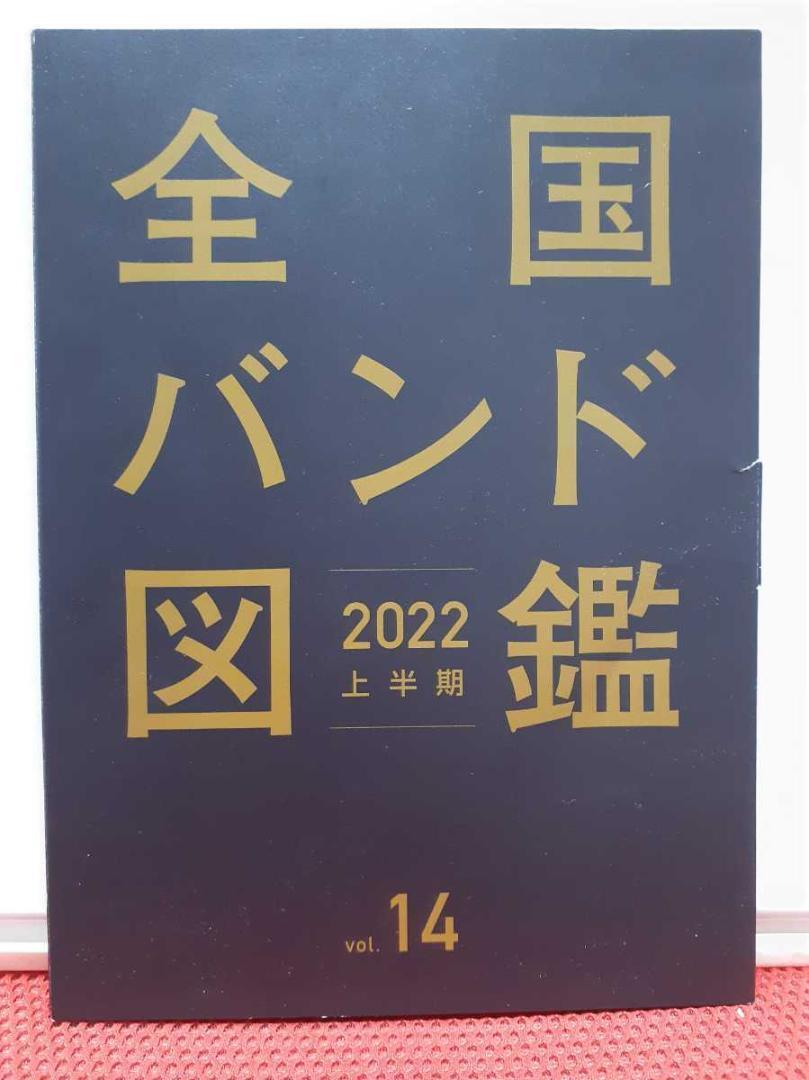 全国
バンド
図鑑
2022
上半期
vol. 14